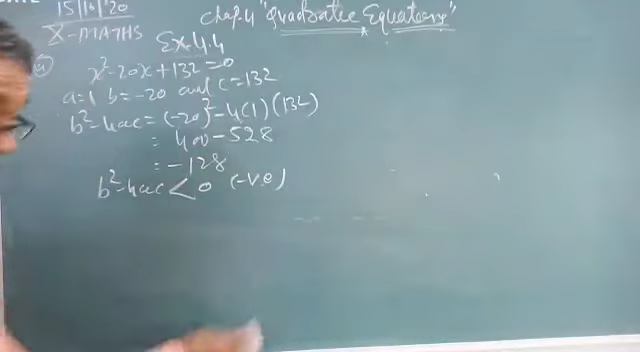 15/10/'20
Chap.4 "Quadratic Equations"
X-MATHS
Ex 4.4
x²-20x+132=0
a=1 b=-20 and c=132
b²-4ac=(-20)²-4(1)(132)
= 400-528
= -128
b²-4ac<0 (-ve)